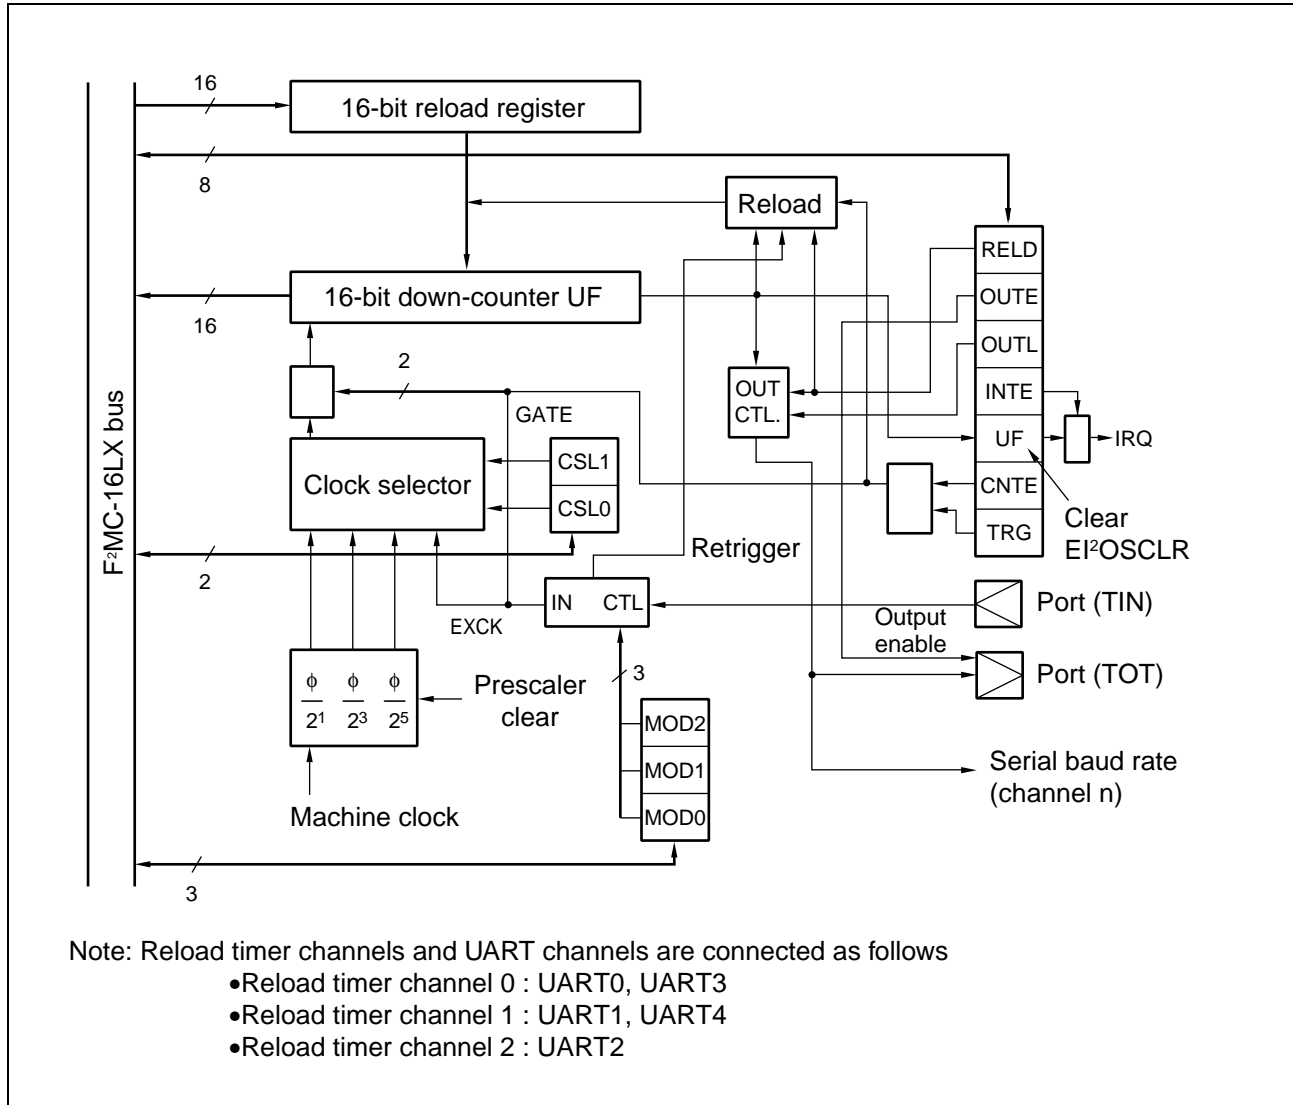 16
16-bit reload register
8
Reload
RELD
16-bit down-counter UF
OUTE
16
OUTL
2
OUT
CTL.
INTE
GATE
UF
IRQ
CSL1
Clock selector
CSL0
CNTE
Clear
EI²OSCLR
TRG
F²MC-16LX bus
2
Retrigger
IN CTL
Port (TIN)
EXCK
Output
enable
3
Port (TOT)
ϕ ϕ ϕ
2¹ 2³ 2⁵
Prescaler
clear
MOD2
MOD1
MOD0
Serial baud rate
(channel n)
Machine clock
3
Note: Reload timer channels and UART channels are connected as follows
•Reload timer channel 0 : UART0, UART3
•Reload timer channel 1 : UART1, UART4
•Reload timer channel 2 : UART2